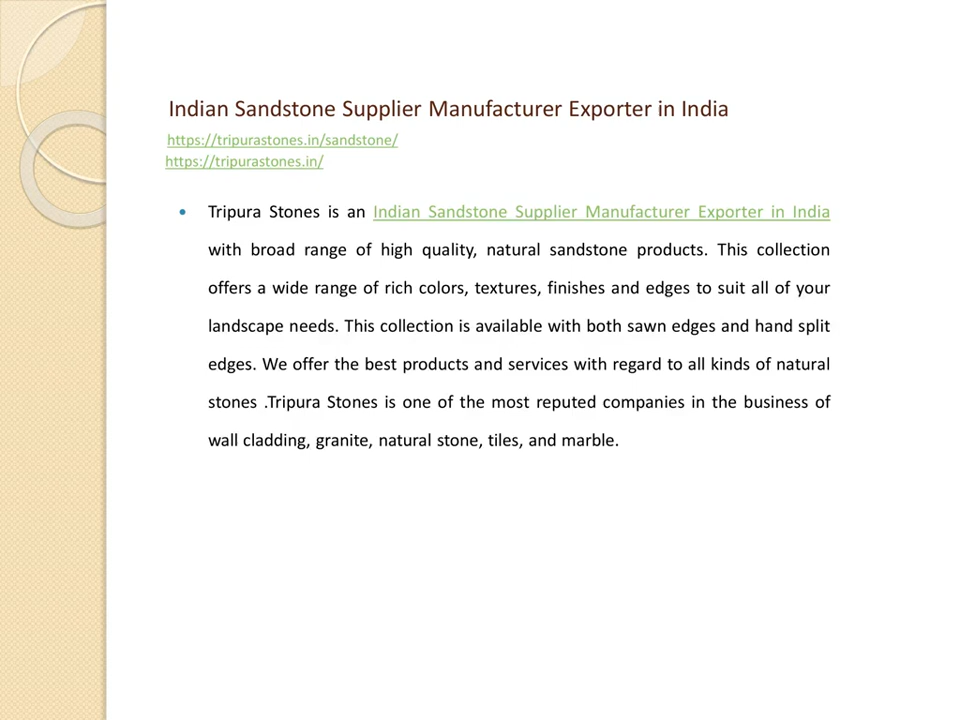 Indian Sandstone Supplier Manufacturer Exporter in India
https://tripurastones.in/sandstone/
https://tripurastones.in/
• Tripura Stones is an Indian Sandstone Supplier Manufacturer Exporter in India
with broad range of high quality, natural sandstone products. This collection
offers a wide range of rich colors, textures, finishes and edges to suit all of your
landscape needs. This collection is available with both sawn edges and hand split
edges. We offer the best products and services with regard to all kinds of natural
stones .Tripura Stones is one of the most reputed companies in the business of
wall cladding, granite, natural stone, tiles, and marble.